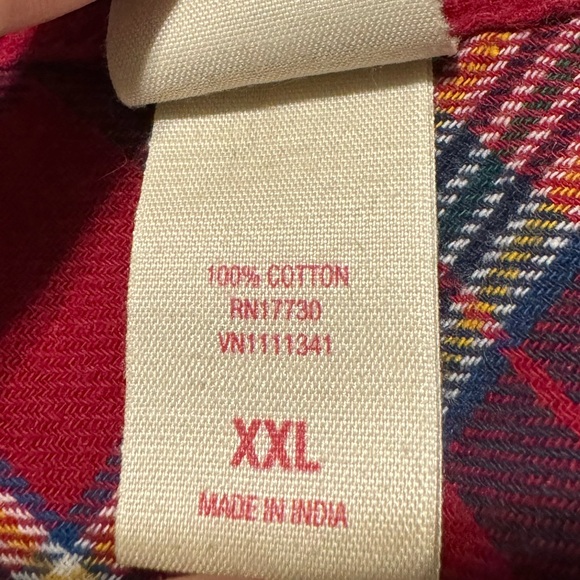 100% COTTON
RN17730
VN1111341
XXL
MADE IN INDIA